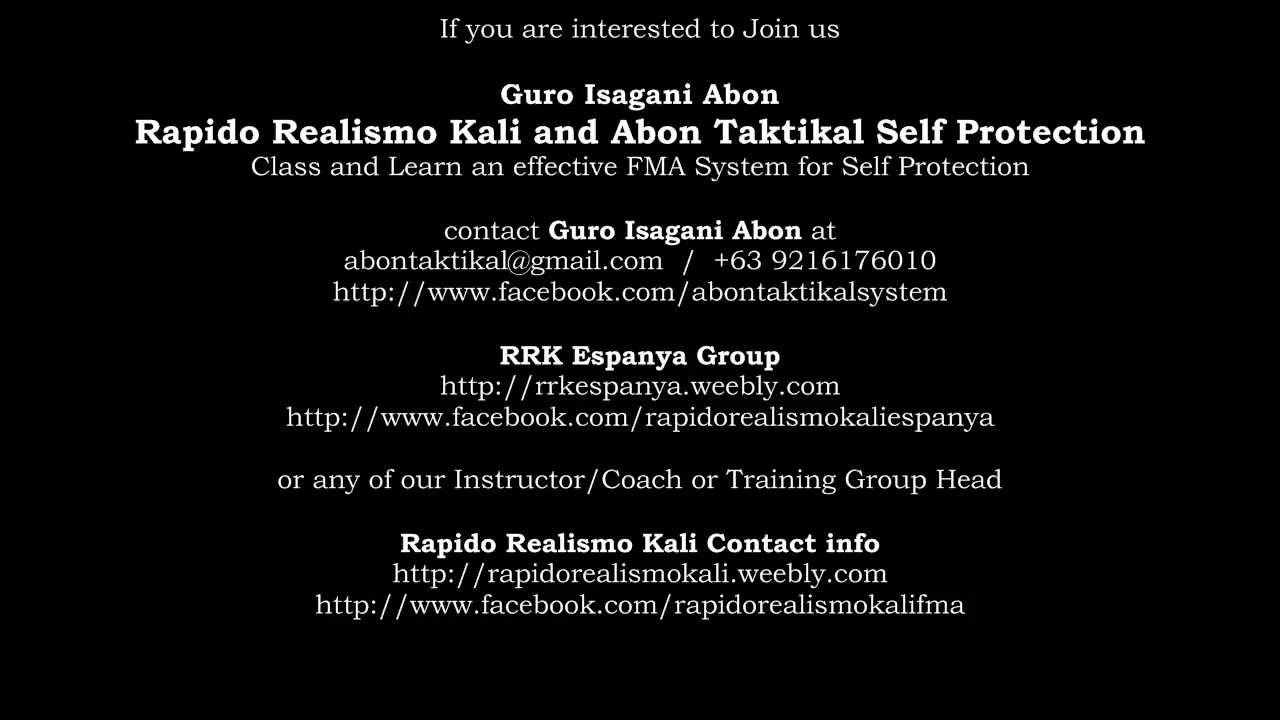 If you are interested to Join us
Guro Isagani Abon
Rapido Realismo Kali and Abon Taktikal Self Protection
Class and Learn an effective FMA System for Self Protection
contact Guro Isagani Abon at
abontaktikal@gmail.com / +63 9216176010
http://www.facebook.com/abontaktikalsystem
RRK Espanya Group
http://rrkespanya.weebly.com
http://www.facebook.com/rapidorealismokaliespanya
or any of our Instructor/Coach or Training Group Head
Rapido Realismo Kali Contact info
http://rapidorealismokali.weebly.com
http://www.facebook.com/rapidorealismokalifma